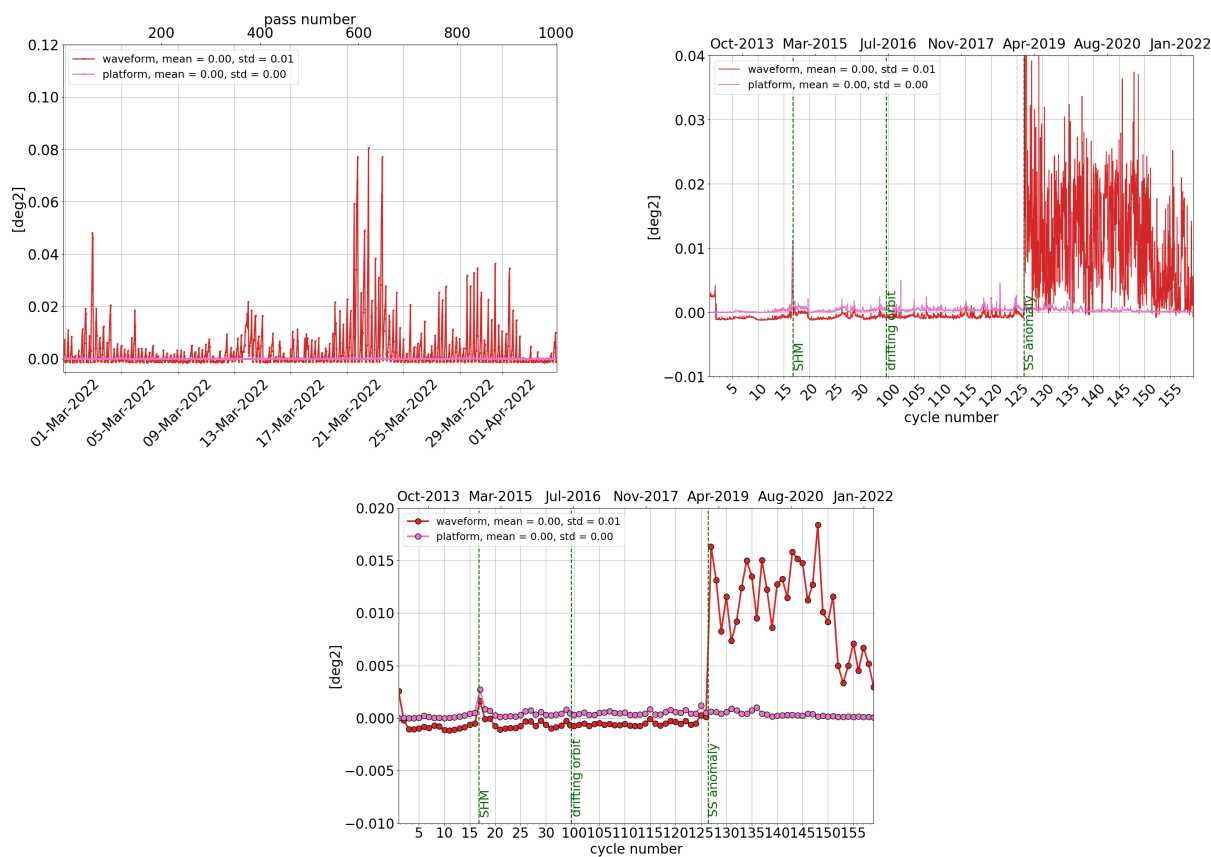 pass number
200 400 600 800 1000
0.12
0.10
0.08
0.06
0.04
0.02
0.00
[deg2]
waveform, mean = 0.00, std = 0.01
platform, mean = 0.00, std = 0.00
01-Mar-2022 05-Mar-2022 09-Mar-2022 13-Mar-2022 17-Mar-2022 21-Mar-2022 25-Mar-2022 29-Mar-2022 01-Apr-2022
Oct-2013 Mar-2015 Jul-2016 Nov-2017 Apr-2019 Aug-2020 Jan-2022
0.04
0.03
0.02
0.01
0.00
−0.01
[deg2]
waveform, mean = 0.00, std = 0.01
platform, mean = 0.00, std = 0.00
SHM
drifting orbit
SS anomaly
5 10 15 20 25 30 100 105 110 115 120 125 130 135 140 145 150 155
cycle number
Oct-2013 Mar-2015 Jul-2016 Nov-2017 Apr-2019 Aug-2020 Jan-2022
0.020
0.015
0.010
0.005
0.000
−0.005
−0.010
[deg2]
waveform, mean = 0.00, std = 0.01
platform, mean = 0.00, std = 0.00
SHM
drifting orbit
SS anomaly
5 10 15 20 25 30 100 105 110 115 120 125 130 135 140 145 150 155
cycle number